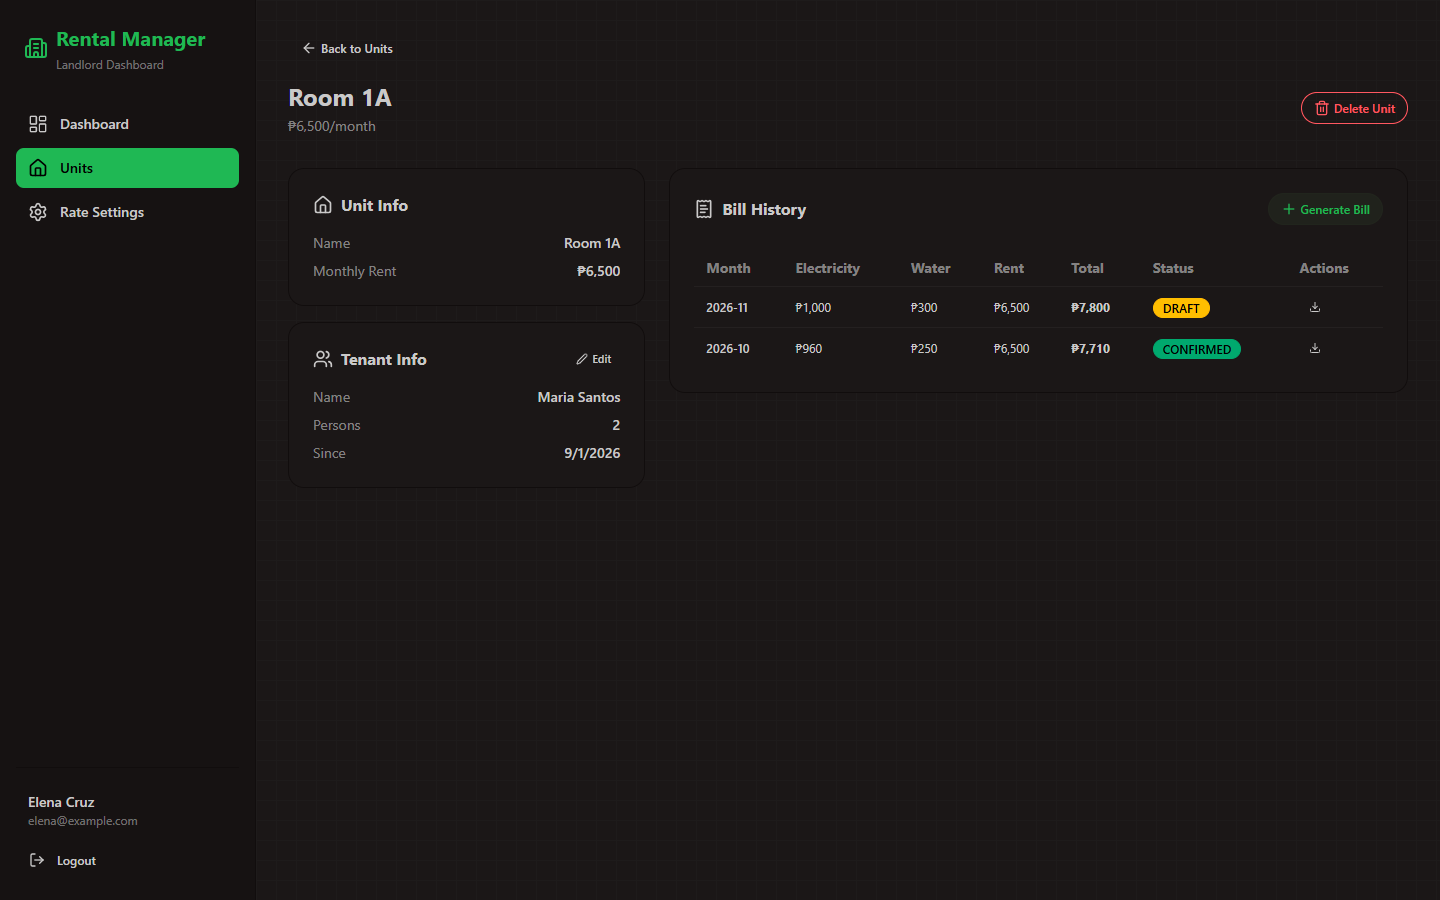 Rental Manager
Landlord Dashboard
Dashboard
Units
Rate Settings
Elena Cruz
elena@example.com
Logout
Back to Units
Room 1A
₱6,500/month
Delete Unit
Unit Info
Name Room 1A
Monthly Rent ₱6,500
Tenant Info Edit
Name Maria Santos
Persons 2
Since 9/1/2026
Bill History Generate Bill
Month Electricity Water Rent Total Status Actions
2026-11 ₱1,000 ₱300 ₱6,500 ₱7,800 DRAFT
2026-10 ₱960 ₱250 ₱6,500 ₱7,710 CONFIRMED